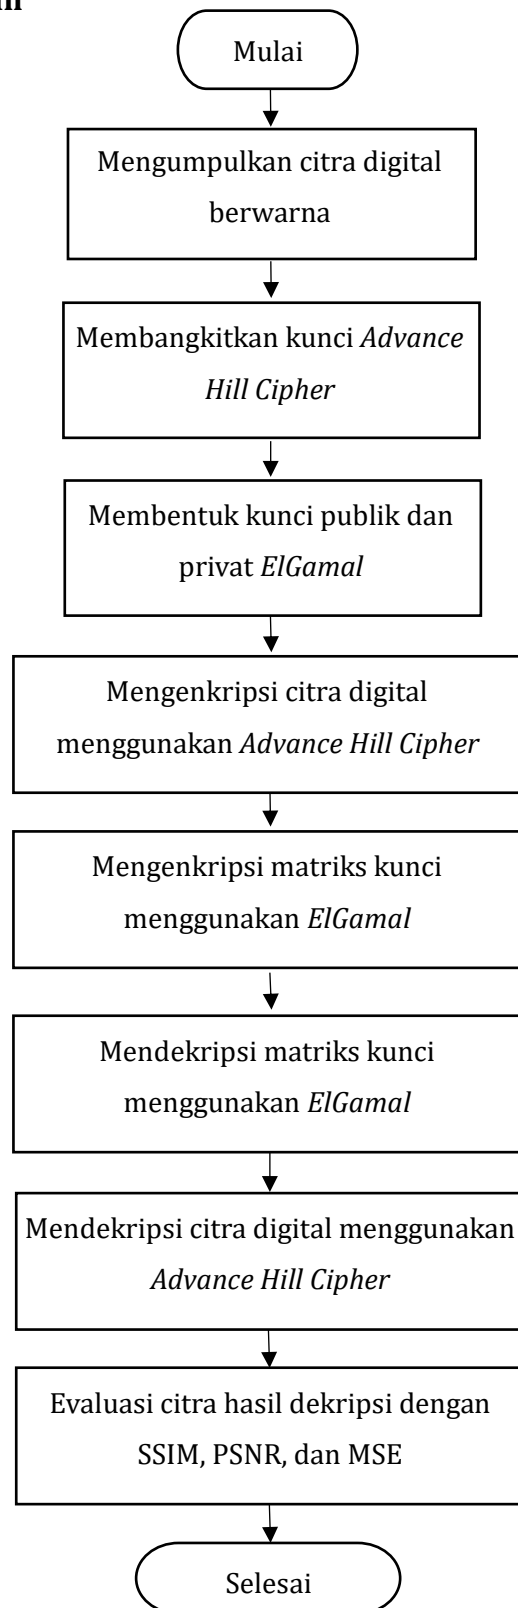 Mulai
Mengumpulkan citra digital
berwarna
Membangkitkan kunci Advance
Hill Cipher
Membentuk kunci publik dan
privat ElGamal
Mengenkripsi citra digital
menggunakan Advance Hill Cipher
Mengenkripsi matriks kunci
menggunakan ElGamal
Mendekripsi matriks kunci
menggunakan ElGamal
Mendekripsi citra digital menggunakan
Advance Hill Cipher
Evaluasi citra hasil dekripsi dengan
SSIM, PSNR, dan MSE
Selesai